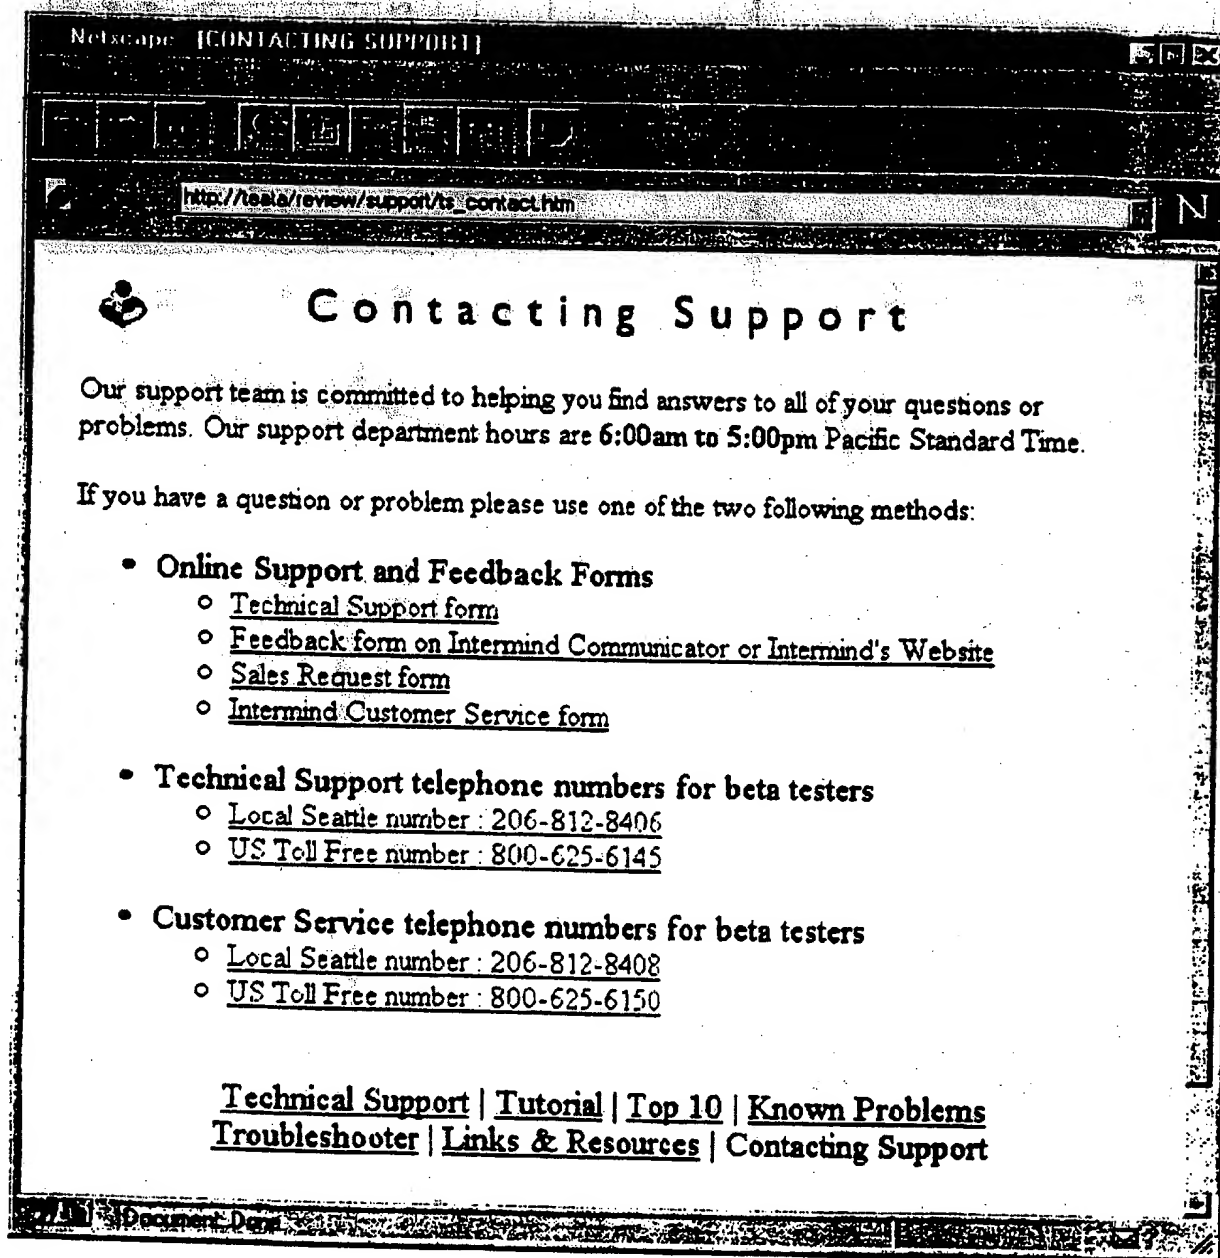 Netscape [CONTACTING SUPPORT]
http://testa/review/support/ts_contact.htm
N
Contacting Support
Our support team is committed to helping you find answers to all of your questions or
problems. Our support department hours are 6:00am to 5:00pm Pacific Standard Time.
If you have a question or problem please use one of the two following methods:
• Online Support and Feedback Forms
○ Technical Support form
○ Feedback form on Intermind Communicator or Intermind's Website
○ Sales Request form
○ Intermind Customer Service form
• Technical Support telephone numbers for beta testers
○ Local Seattle number : 206-812-8406
○ US Toll Free number : 800-625-6145
• Customer Service telephone numbers for beta testers
○ Local Seattle number : 206-812-8408
○ US Toll Free number : 800-625-6150
Technical Support | Tutorial | Top 10 | Known Problems
Troubleshooter | Links & Resources | Contacting Support
Document: Done